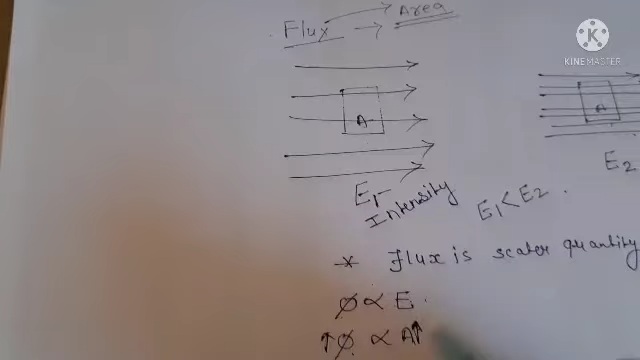 Flux → Area
K
KINEMASTER
A
A
E₁
Intensity
E₂
E₁ < E₂.
* Flux is scaler quantity
∅ ∝ E.
↑∅ ∝ A↑